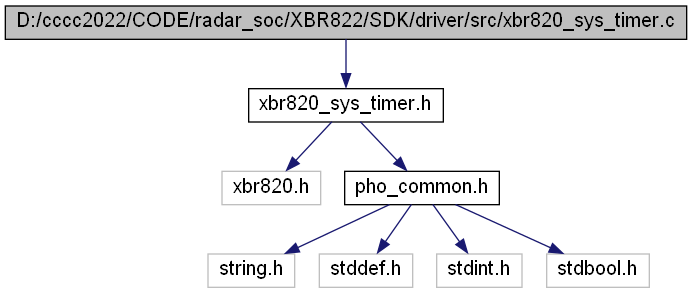 D:/cccc2022/CODE/radar_soc/XBR822/SDK/driver/src/xbr820_sys_timer.c
xbr820_sys_timer.h
xbr820.h
pho_common.h
string.h
stddef.h
stdint.h
stdbool.h